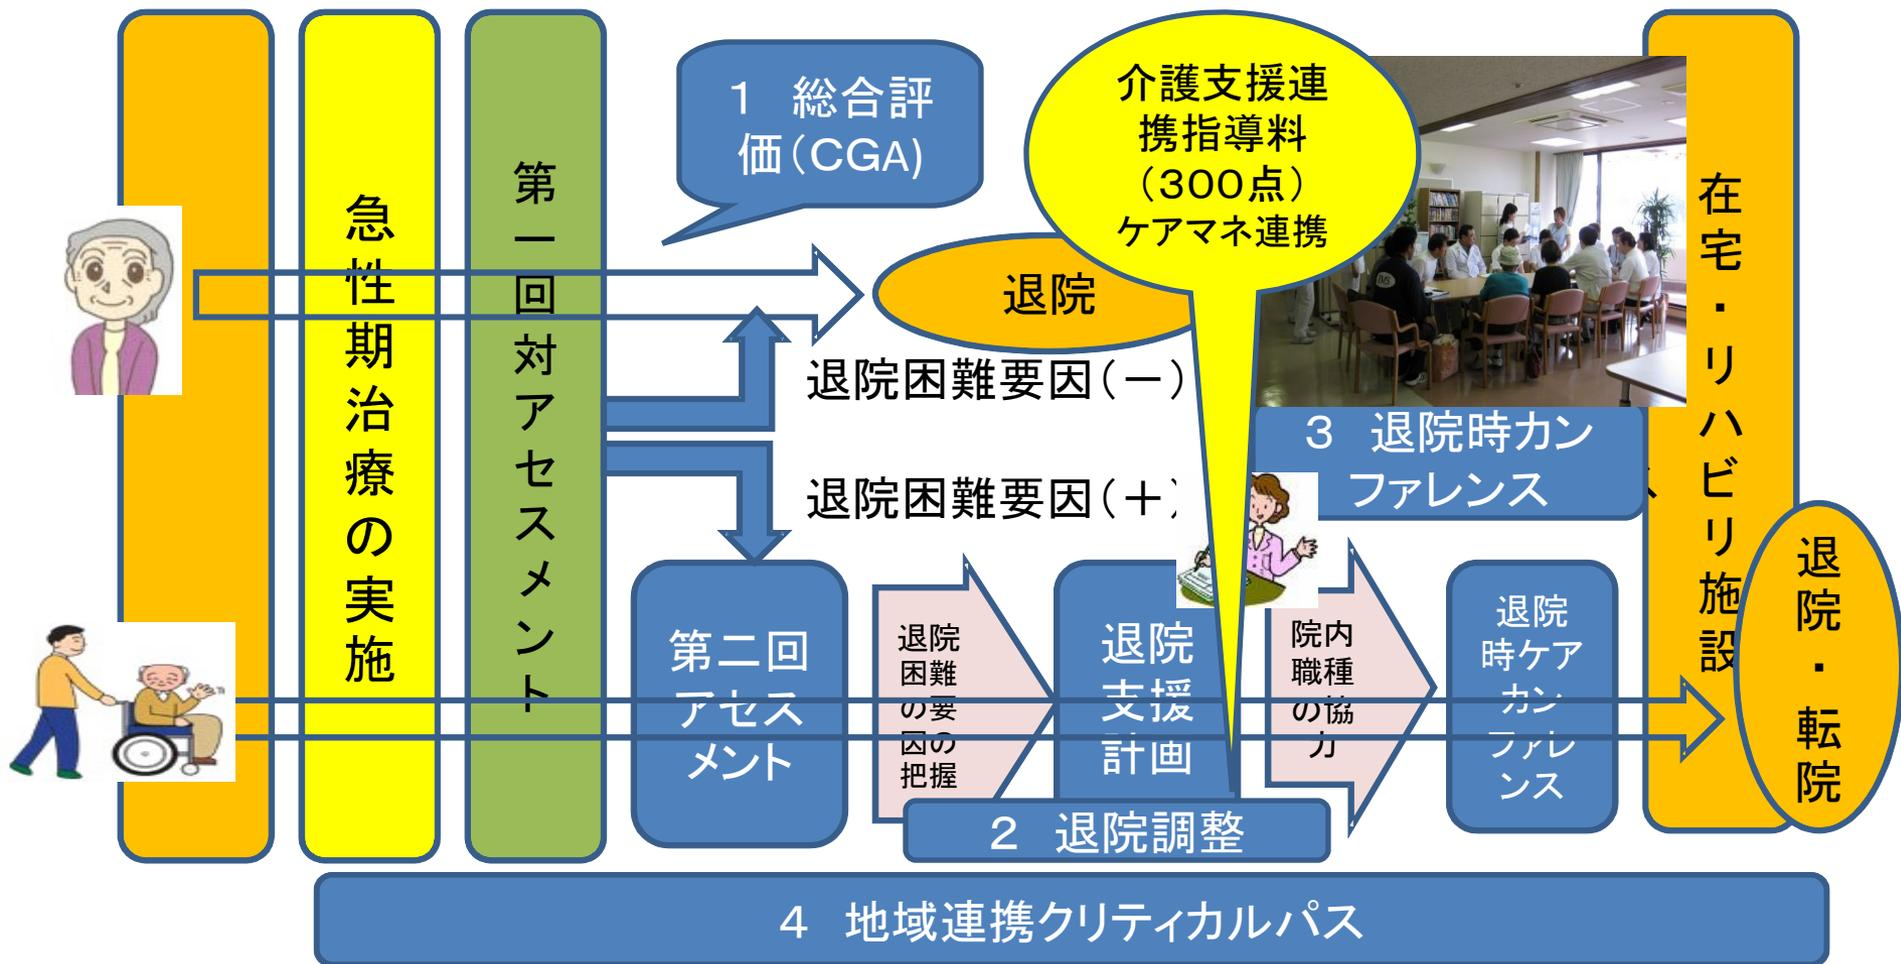 急性期治療の実施
第一回対アセスメント
1　総合評
価（CGA)
介護支援連
携指導料
（300点）
ケアマネ連携
退院
退院困難要因（－）
退院困難要因（＋）
3　退院時カン
ファレンス
在宅・リハビリ施設
第二回
アセス
メント
退院
困難
の要
因の
把握
退院
支援
計画
院内
職種
の協
力
退院
時ケア
カン
ファレ
ンス
退院・転院
2　退院調整
4　地域連携クリティカルパス